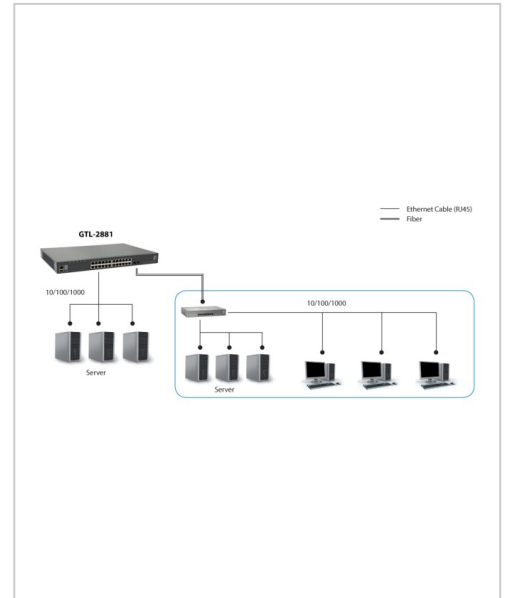 Ethernet Cable (RJ45)
Fiber
GTL-2881
10/100/1000
10/100/1000
Server
Server